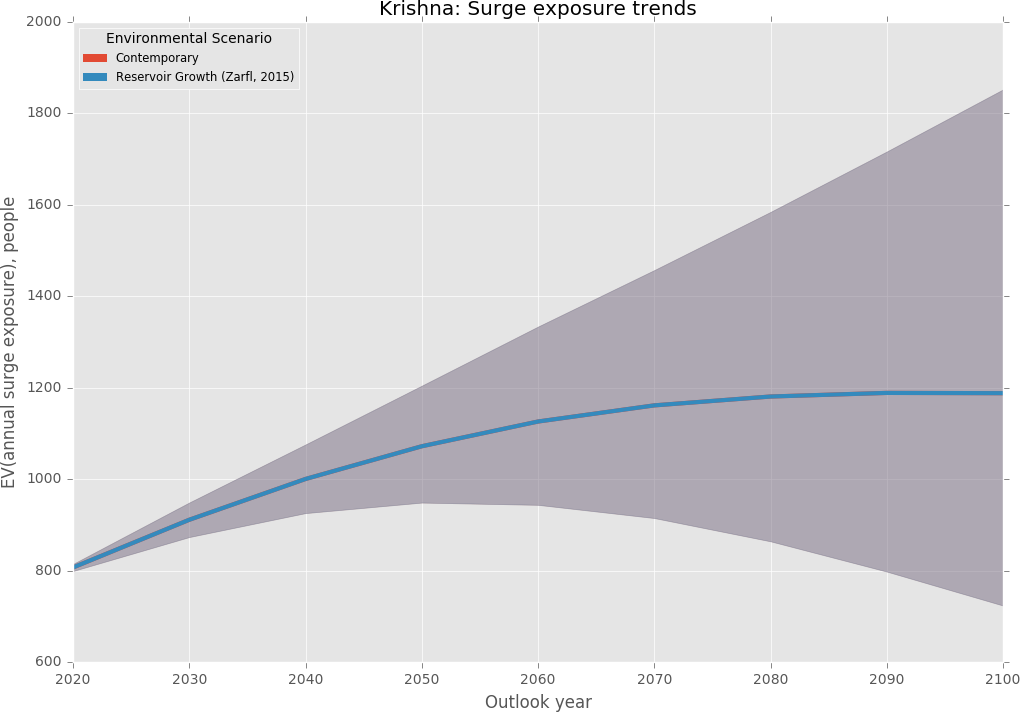 Krishna: Surge exposure trends
2000
1800
1600
1400
1200
1000
800
600
EV(annual surge exposure), people
Environmental Scenario
Contemporary
Reservoir Growth (Zarfl, 2015)
2020 2030 2040 2050 2060 2070 2080 2090 2100
Outlook year